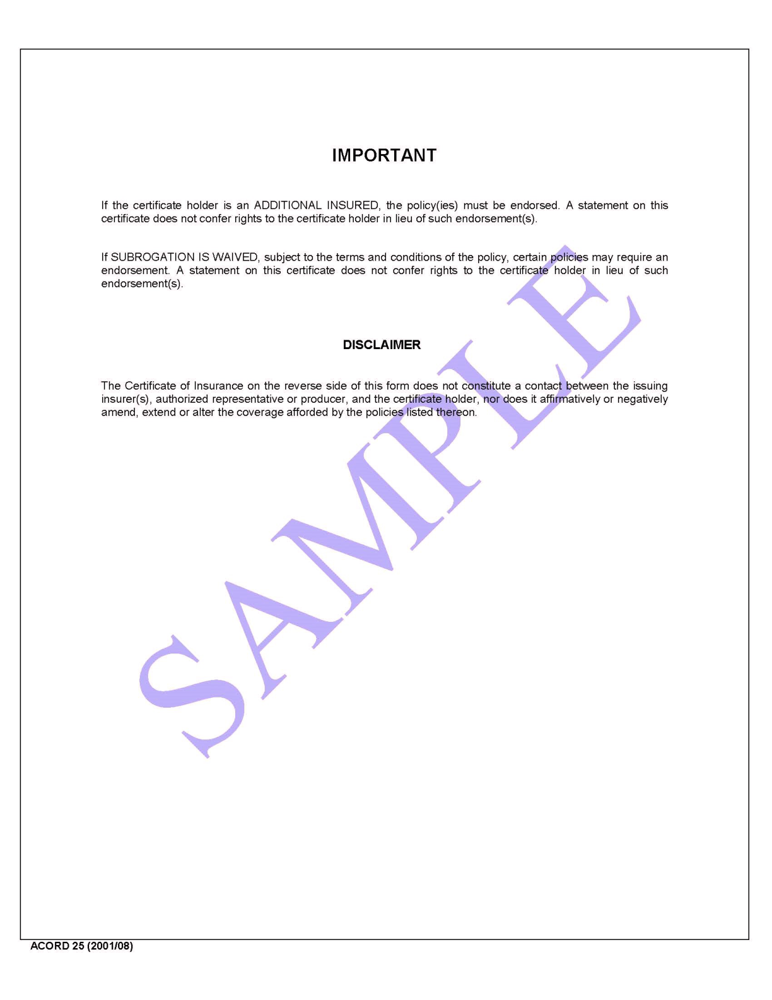 IMPORTANT
If the certificate holder is an ADDITIONAL INSURED, the policy(ies) must be endorsed. A statement on this
certificate does not confer rights to the certificate holder in lieu of such endorsement(s).
If SUBROGATION IS WAIVED, subject to the terms and conditions of the policy, certain policies may require an
endorsement. A statement on this certificate does not confer rights to the certificate holder in lieu of such
endorsement(s).
DISCLAIMER
The Certificate of Insurance on the reverse side of this form does not constitute a contact between the issuing
insurer(s), authorized representative or producer, and the certificate holder, nor does it affirmatively or negatively
amend, extend or alter the coverage afforded by the policies listed thereon.
SAMPLE
ACORD 25 (2001/08)